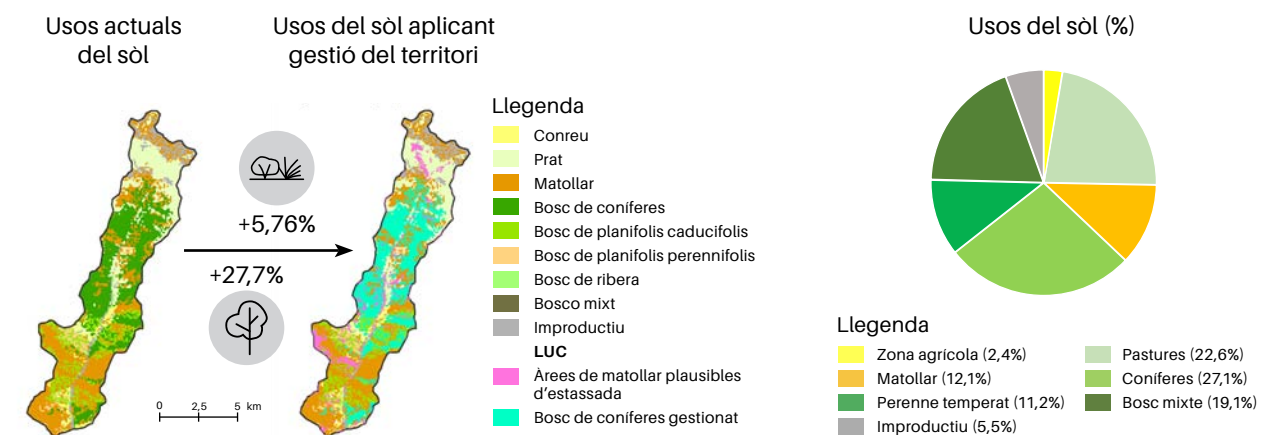 Usos actuals
del sòl
Usos del sòl aplicant
gestió del territori
+5,76%
+27,7%
0 2,5 5 km
Llegenda
Conreu
Prat
Matollar
Bosc de coníferes
Bosc de planifolis caducifolis
Bosc de planifolis perennifolis
Bosc de ribera
Bosco mixt
Improductiu
LUC
Àrees de matollar plausibles
d'estassada
Bosc de coníferes gestionat
Usos del sòl (%)
Llegenda
Zona agrícola (2,4%)
Matollar (12,1%)
Perenne temperat (11,2%)
Improductiu (5,5%)
Pastures (22,6%)
Coníferes (27,1%)
Bosc mixte (19,1%)